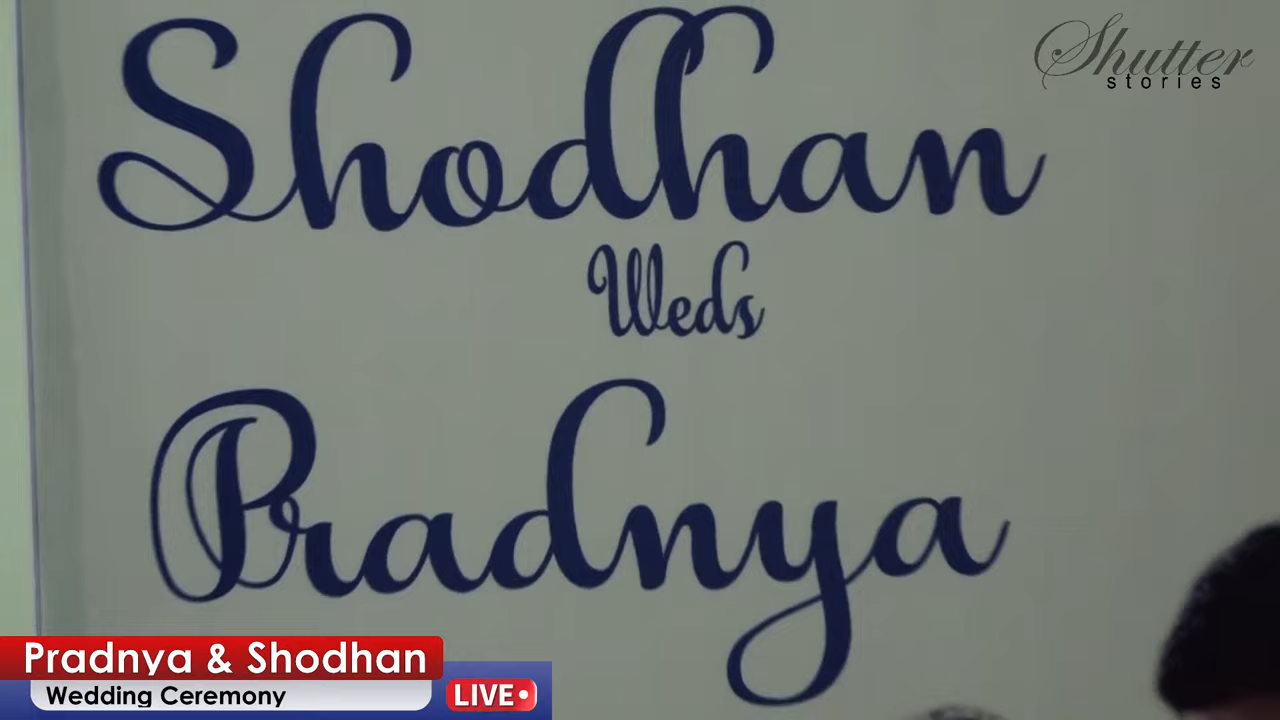 Shutter
stories
Shodhan
Weds
Pradnya
Pradnya & Shodhan
Wedding Ceremony
LIVE